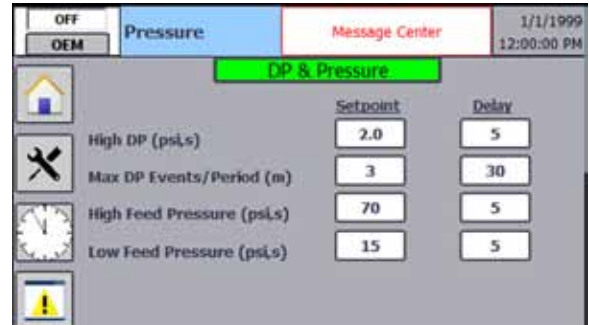 OFF
OEM
Pressure
Message Center
1/1/1999
12:00:00 PM
DP & Pressure
Setpoint Delay
High DP (psi,s) 2.0 5
Max DP Events/Period (m) 3 30
High Feed Pressure (psi,s) 70 5
Low Feed Pressure (psi,s) 15 5